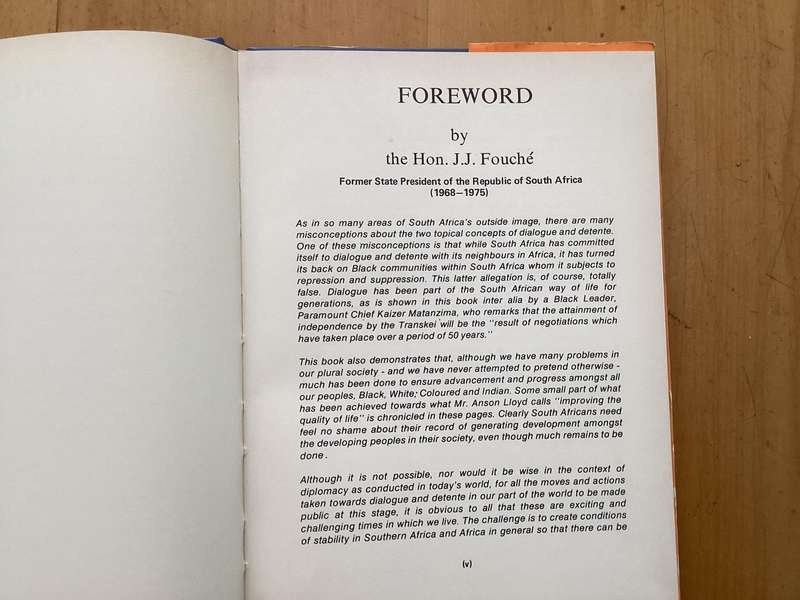 FOREWORD
by
the Hon. J.J. Fouché
Former State President of the Republic of South Africa
(1968—1975)
As in so many areas of South Africa's outside image, there are many
misconceptions about the two topical concepts of dialogue and detente.
One of these misconceptions is that while South Africa has committed
itself to dialogue and detente with its neighbours in Africa, it has turned
its back on Black communities within South Africa whom it subjects to
repression and suppression. This latter allegation is, of course, totally
false. Dialogue has been part of the South African way of life for
generations, as is shown in this book inter alia by a Black Leader,
Paramount Chief Kaizer Matanzima, who remarks that the attainment of
independence by the Transkei will be the "result of negotiations which
have taken place over a period of 50 years."
This book also demonstrates that, although we have many problems in
our plural society - and we have never attempted to pretend otherwise -
much has been done to ensure advancement and progress amongst all
our peoples, Black, White; Coloured and Indian. Some small part of what
has been achieved towards what Mr. Anson Lloyd calls "improving the
quality of life" is chronicled in these pages. Clearly South Africans need
feel no shame about their record of generating development amongst
the developing peoples in their society, even though much remains to be
done.
Although it is not possible, nor would it be wise in the context of
diplomacy as conducted in today's world, for all the moves and actions
taken towards dialogue and detente in our part of the world to be made
public at this stage, it is obvious to all that these are exciting and
challenging times in which we live. The challenge is to create conditions
of stability in Southern Africa and Africa in general so that there can be
(v)